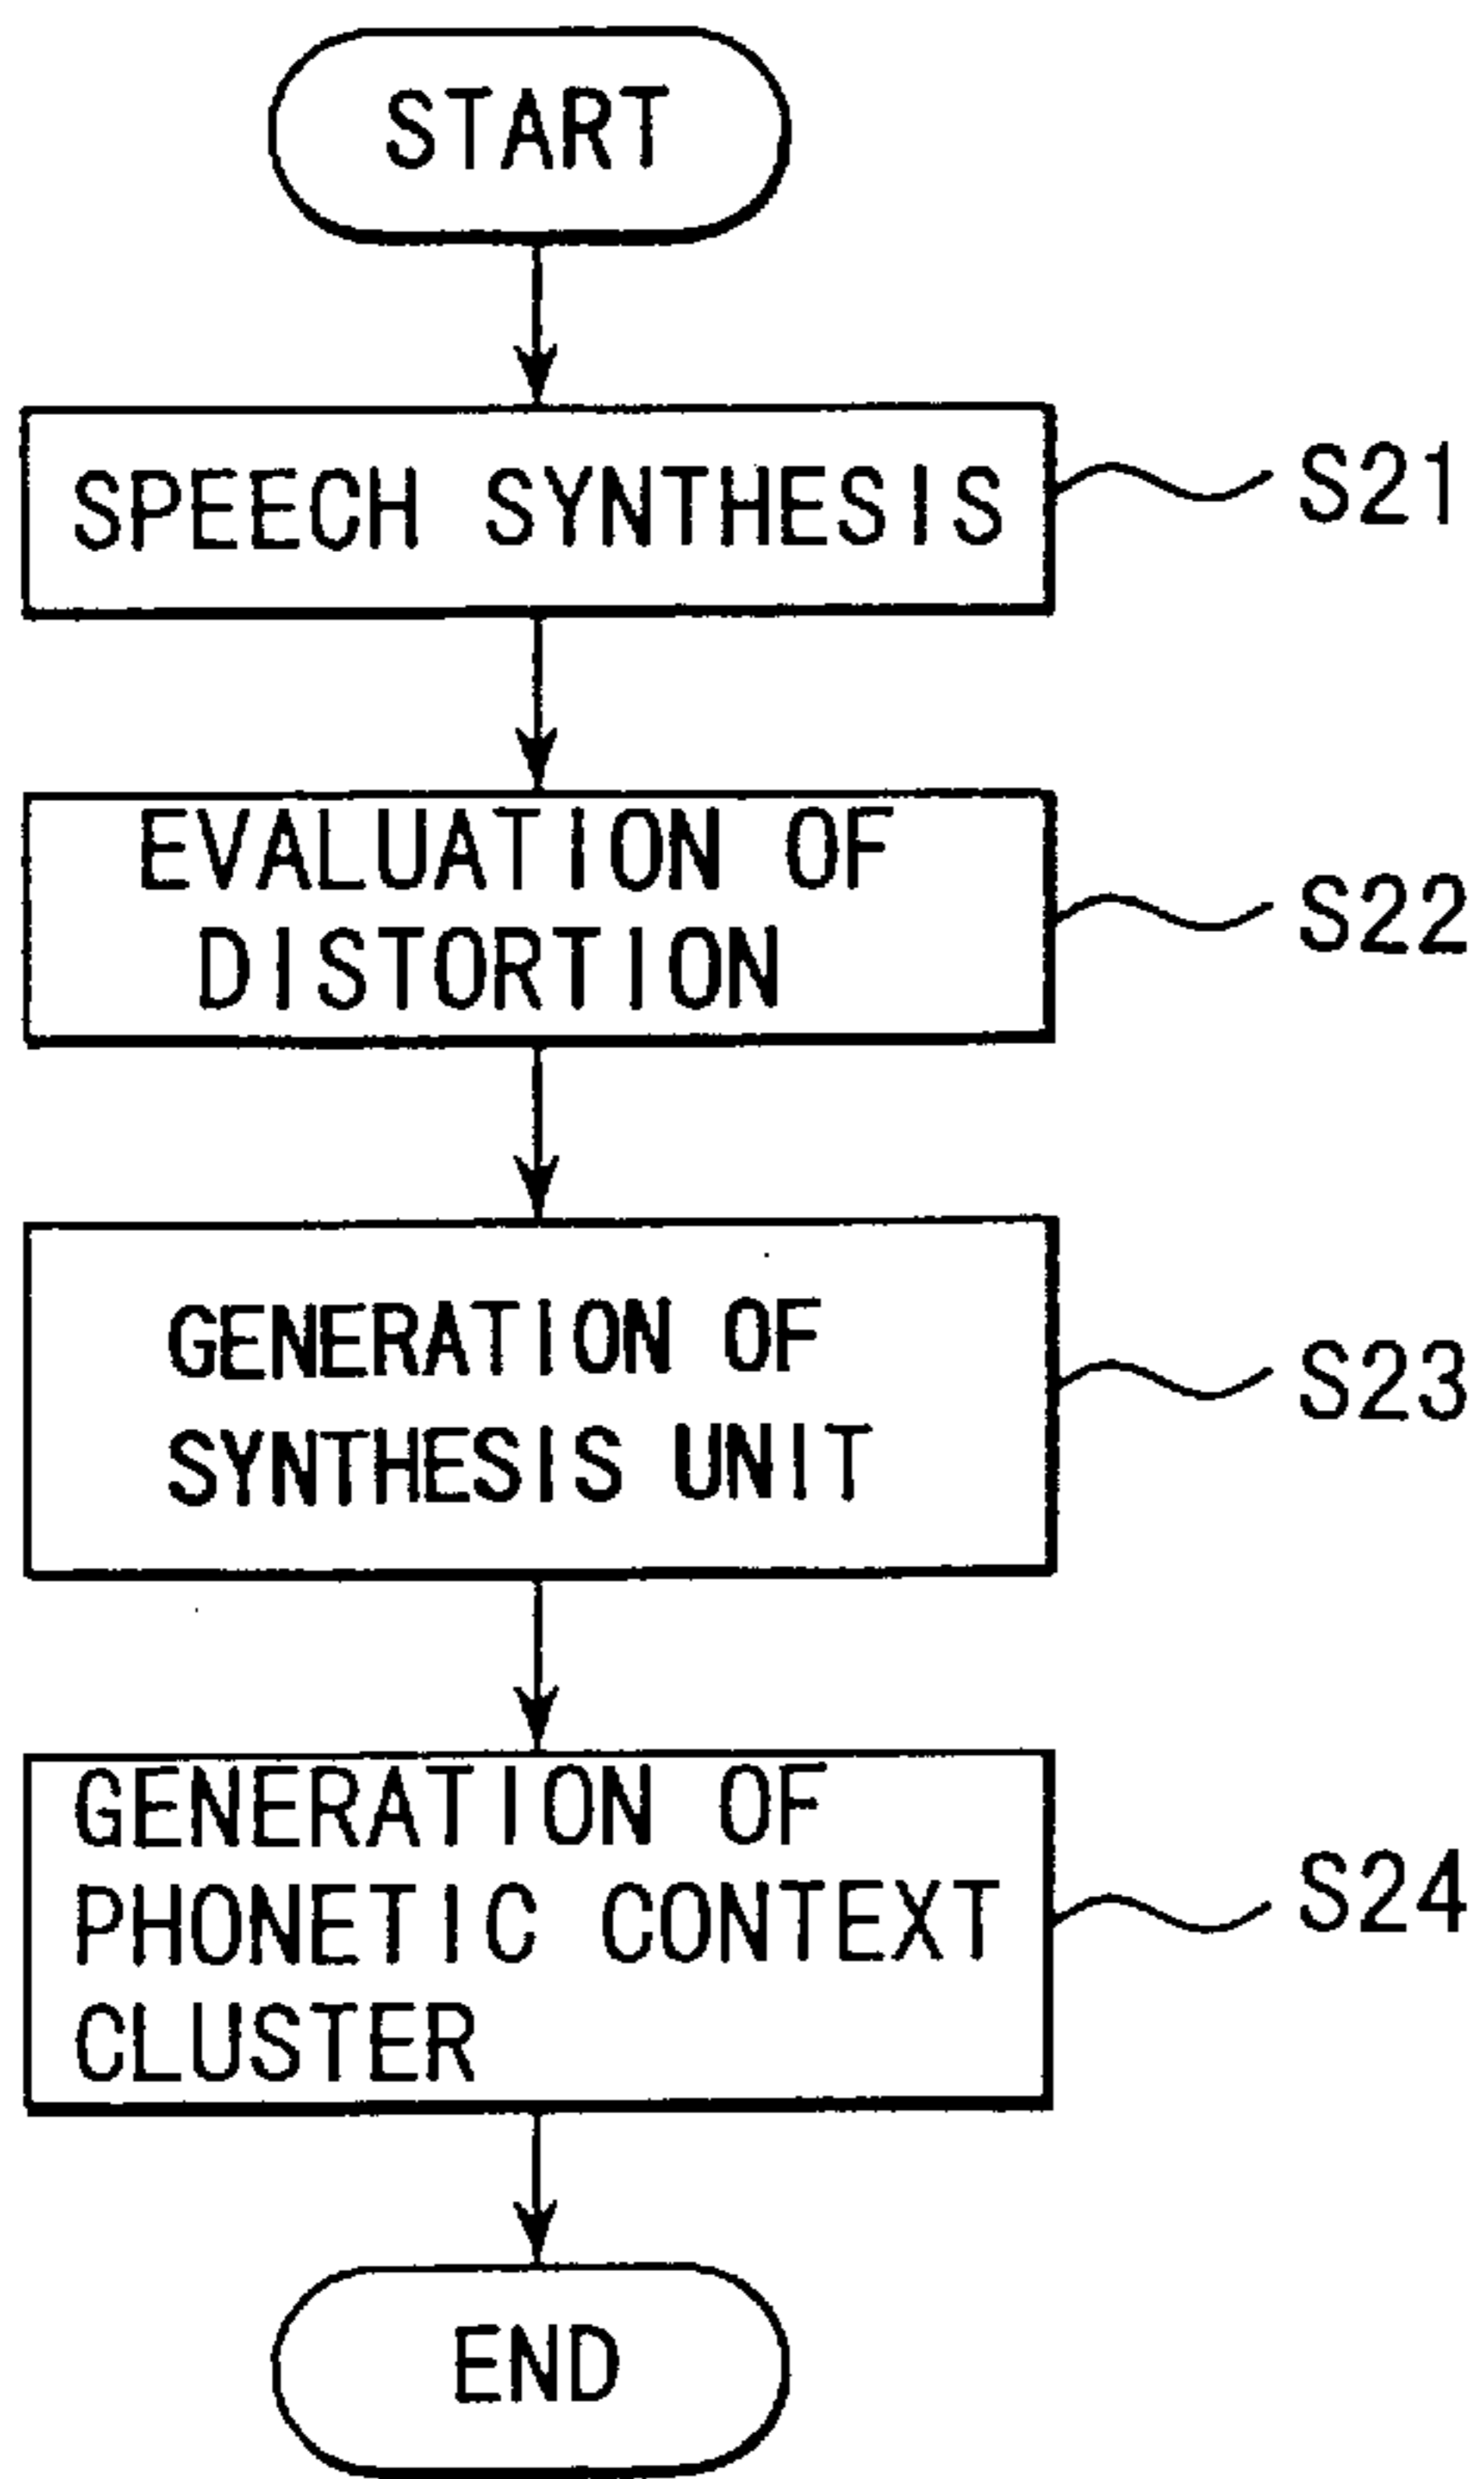 START
SPEECH SYNTHESIS
S21
EVALUATION OF
DISTORTION
S22
GENERATION OF
SYNTHESIS UNIT
S23
GENERATION OF
PHONETIC CONTEXT
CLUSTER
S24
END